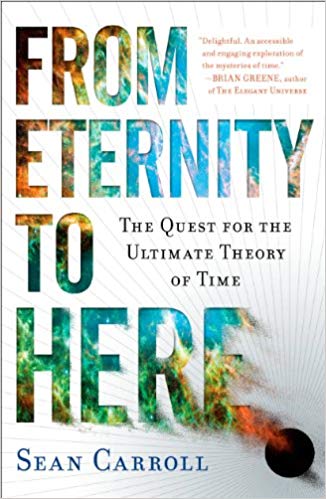 FROM
"Delightful. An accessible
and engaging exploration of
the mysteries of time."
—BRIAN GREENE, author
of THE ELEGANT UNIVERSE
ETERNITY
TO
THE QUEST FOR THE
ULTIMATE THEORY
OF TIME
HERE
SEAN CARROLL